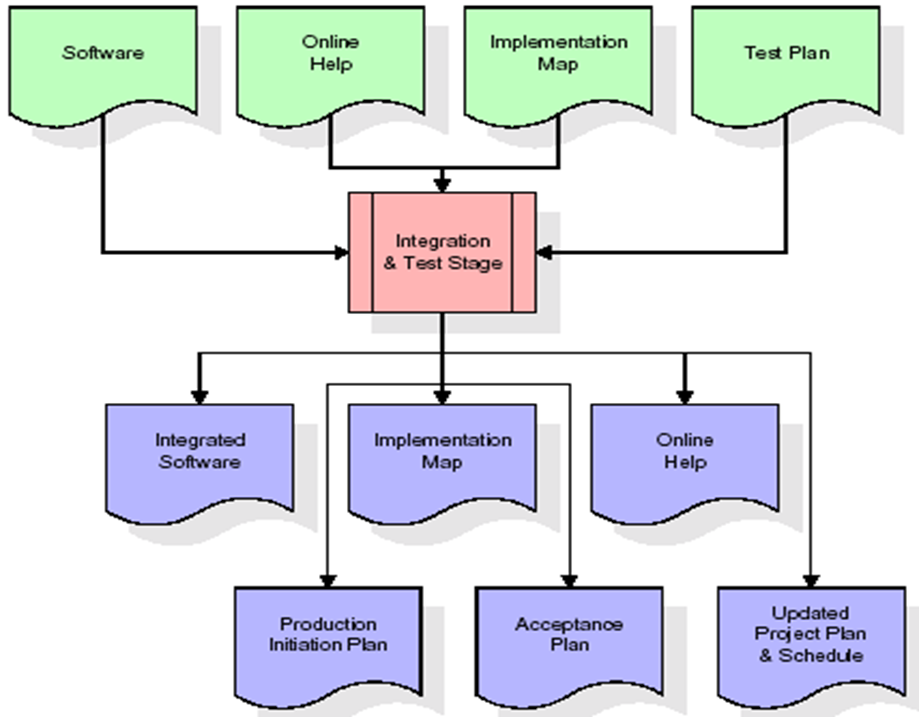 Software
Online
Help
Implementation
Map
Test Plan
Integration
& Test Stage
Integrated
Software
Implementation
Map
Online
Help
Production
Initiation Plan
Acceptance
Plan
Updated
Project Plan
& Schedule